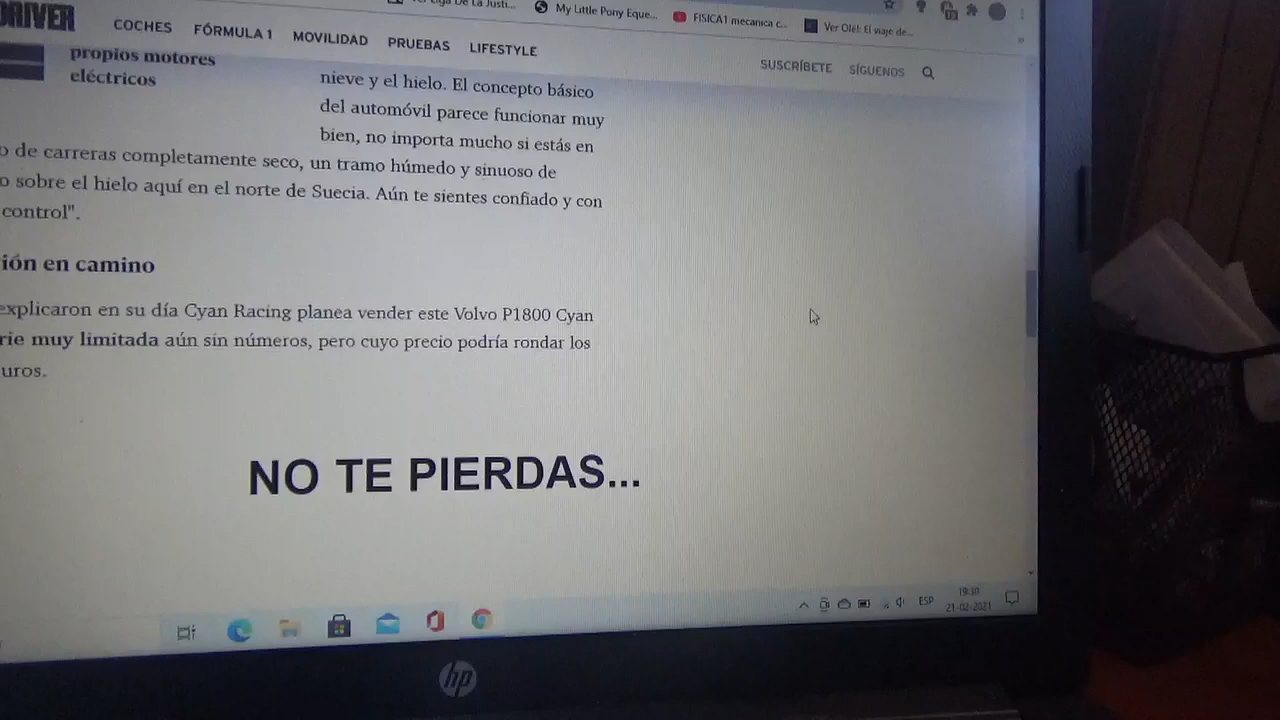 DRIVER
COCHES FÓRMULA 1 MOVILIDAD PRUEBAS LIFESTYLE
My Little Pony Eque...
FISICA1 mecanica c...
Ver Olé!: El viaje de...
SUSCRÍBETE SÍGUENOS
propios motores
eléctricos
nieve y el hielo. El concepto básico
del automóvil parece funcionar muy
bien, no importa mucho si estás en
o de carreras completamente seco, un tramo húmedo y sinuoso de
o sobre el hielo aquí en el norte de Suecia. Aún te sientes confiado y con
control".
ión en camino
explicaron en su día Cyan Racing planea vender este Volvo P1800 Cyan
rie muy limitada aún sin números, pero cuyo precio podría rondar los
uros.
NO TE PIERDAS...
ESP
19:30
21-02-2021
hp